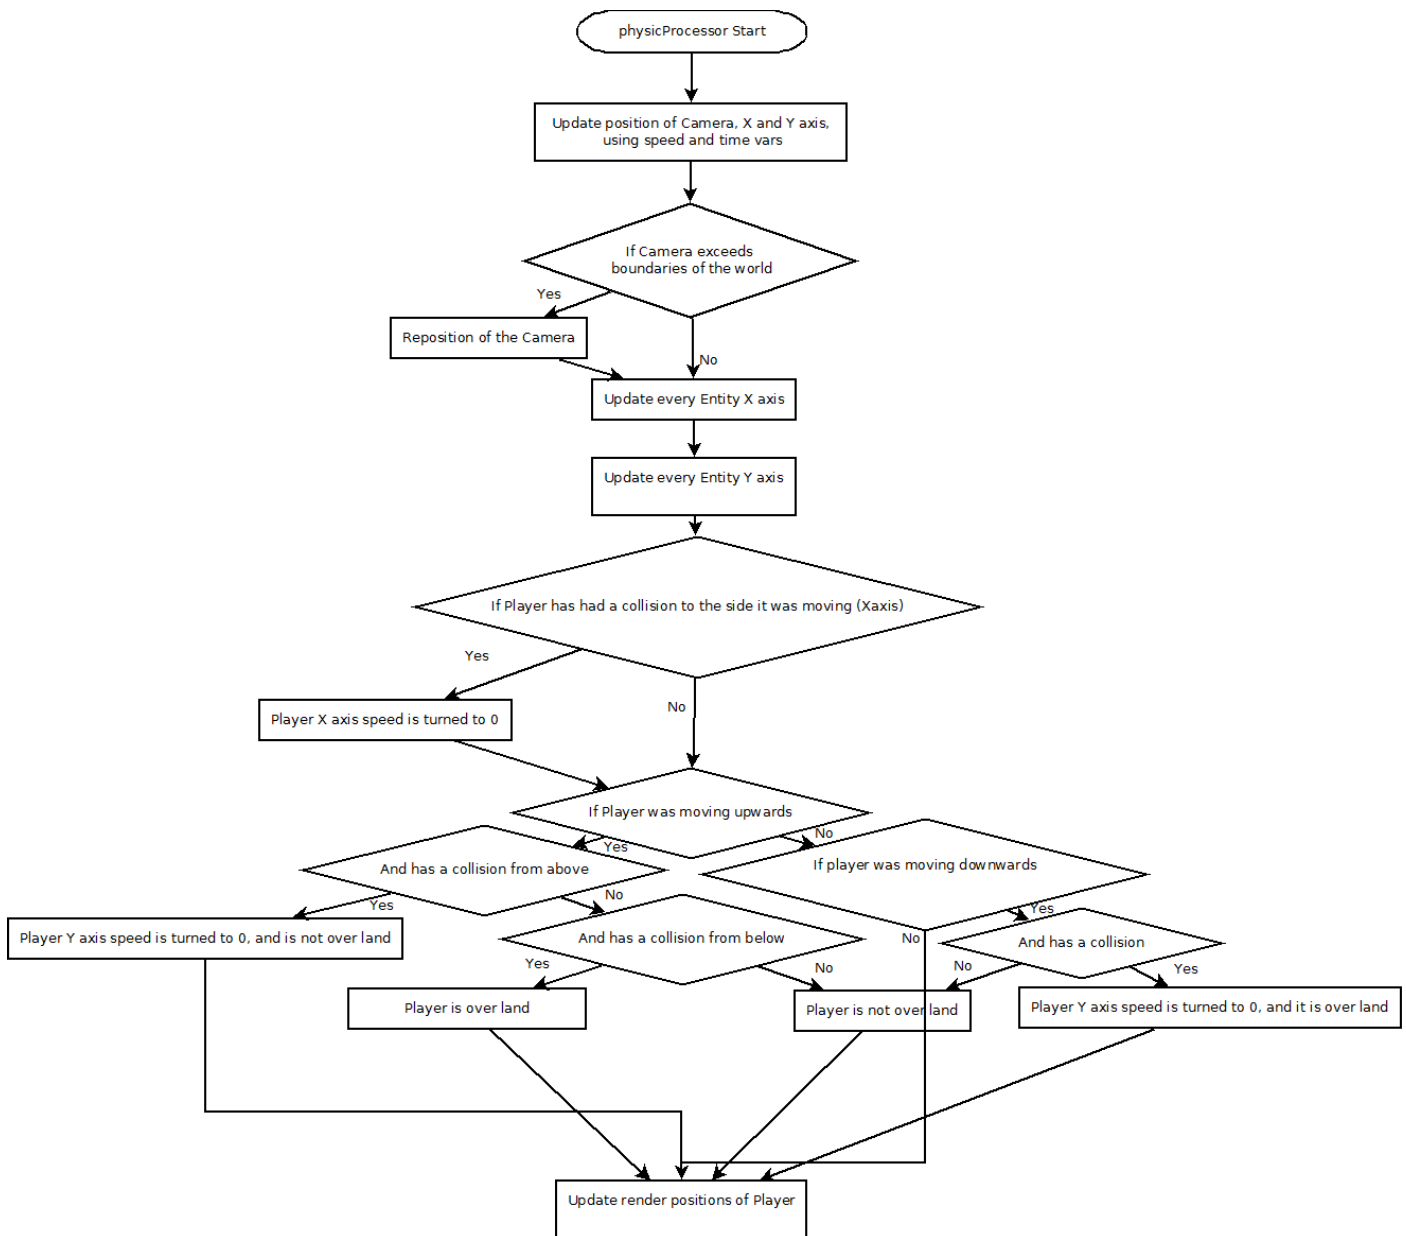 physicProcessor Start
Update position of Camera, X and Y axis,
using speed and time vars
If Camera exceeds
boundaries of the world
Yes
Reposition of the Camera
No
Update every Entity X axis
Update every Entity Y axis
If Player has had a collision to the side it was moving (Xaxis)
Yes
Player X axis speed is turned to 0
No
If Player was moving upwards
Yes
No
And has a collision from above
If player was moving downwards
Yes
No
Yes
Player Y axis speed is turned to 0, and is not over land
And has a collision from below
No
And has a collision
Yes
No
No
Yes
Player is over land
Player is not over land
Player Y axis speed is turned to 0, and it is over land
Update render positions of Player